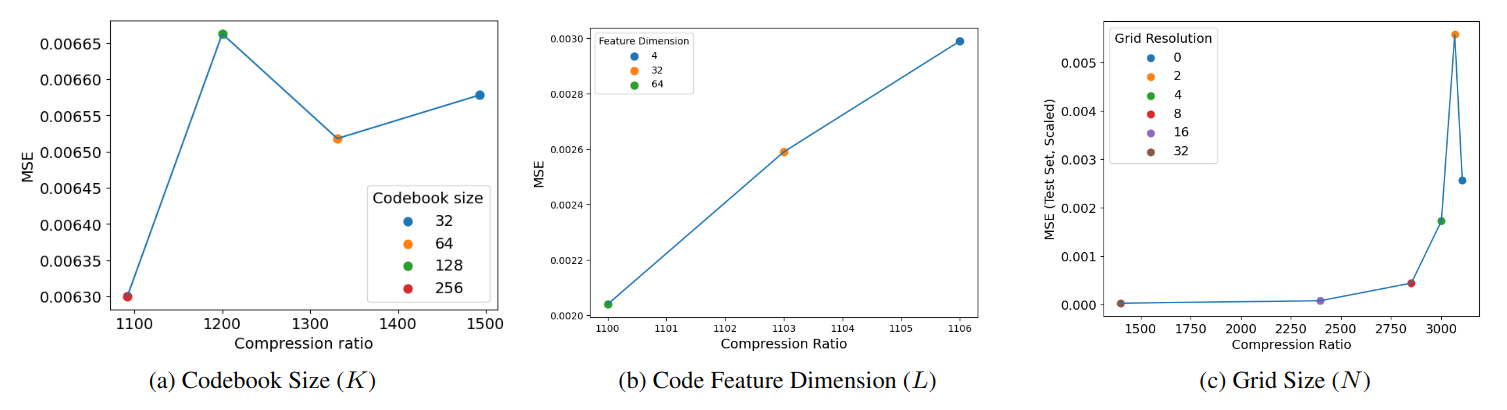 0.00665
0.00660
0.00655
0.00650
0.00645
0.00640
0.00635
0.00630
MSE
Codebook size
32
64
128
256
1100 1200 1300 1400 1500
Compression ratio
(a) Codebook Size (K)
0.0030
0.0028
0.0026
0.0024
0.0022
0.0020
MSE
Feature Dimension
4
32
64
1100 1101 1102 1103 1104 1105 1106
Compression Ratio
(b) Code Feature Dimension (L)
0.005
0.004
0.003
0.002
0.001
0.000
MSE (Test Set, Scaled)
Grid Resolution
0
2
4
8
16
32
1500 1750 2000 2250 2500 2750 3000
Compression Ratio
(c) Grid Size (N)